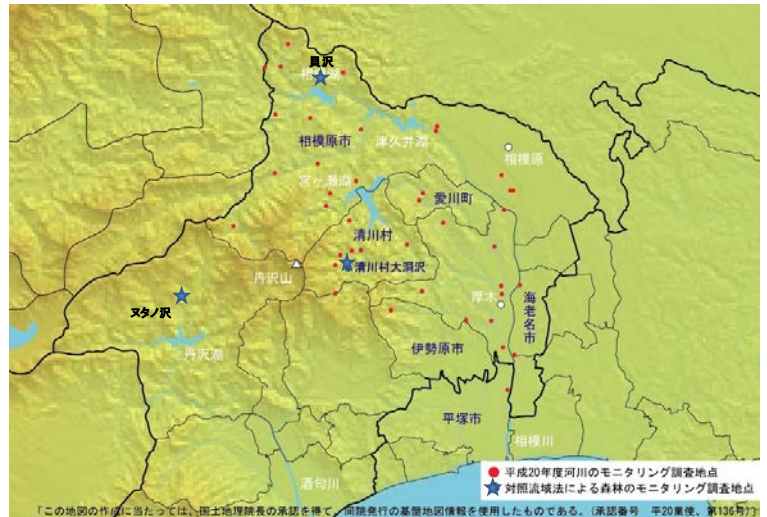 貝沢
相模湖
相模原市
津久井湖
相模原
宮ヶ瀬湖
愛川町
清川村
清川村大洞沢
丹沢山
ヌタノ沢
厚木
海老名市
丹沢湖
伊勢原市
平塚市
相模川
酒匂川
平成20年度河川のモニタリング調査地点
対照流域法による森林のモニタリング調査地点
「この地図の作成に当たっては、国土地理院長の承認を得て、同院発行の基盤地図情報を使用したものである。（承認番号 平20業使、第136号）」